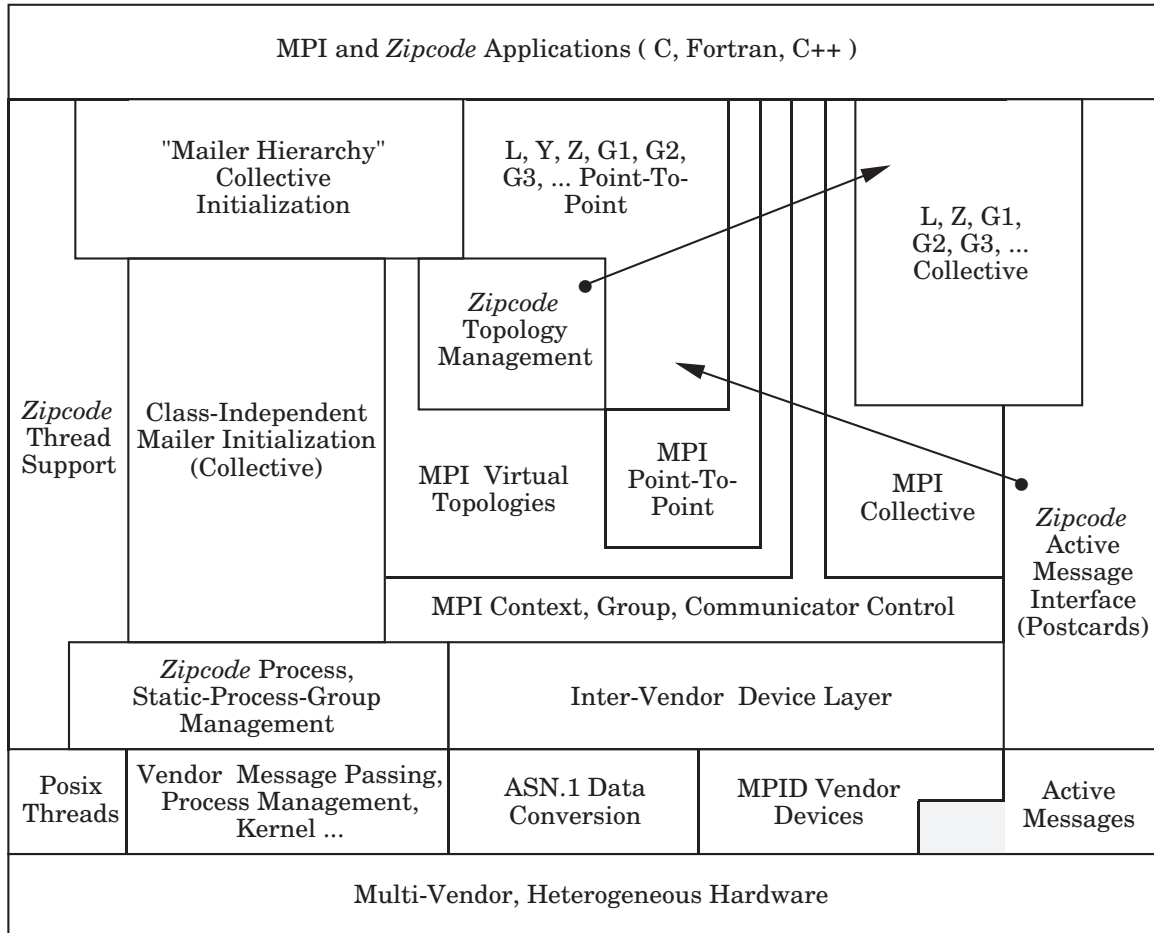 MPI and Zipcode Applications ( C, Fortran, C++ )
"Mailer Hierarchy"
Collective
Initialization
L, Y, Z, G1, G2,
G3, ... Point-To-
Point
L, Z, G1,
G2, G3, ...
Collective
Zipcode
Topology
Management
Zipcode
Thread
Support
Class-Independent
Mailer Initialization
(Collective)
MPI Virtual
Topologies
MPI
Point-To-
Point
MPI
Collective
Zipcode
Active
Message
Interface
(Postcards)
MPI Context, Group, Communicator Control
Zipcode Process,
Static-Process-Group
Management
Inter-Vendor Device Layer
Posix
Threads
Vendor Message Passing,
Process Management,
Kernel ...
ASN.1 Data
Conversion
MPID Vendor
Devices
Active
Messages
Multi-Vendor, Heterogeneous Hardware